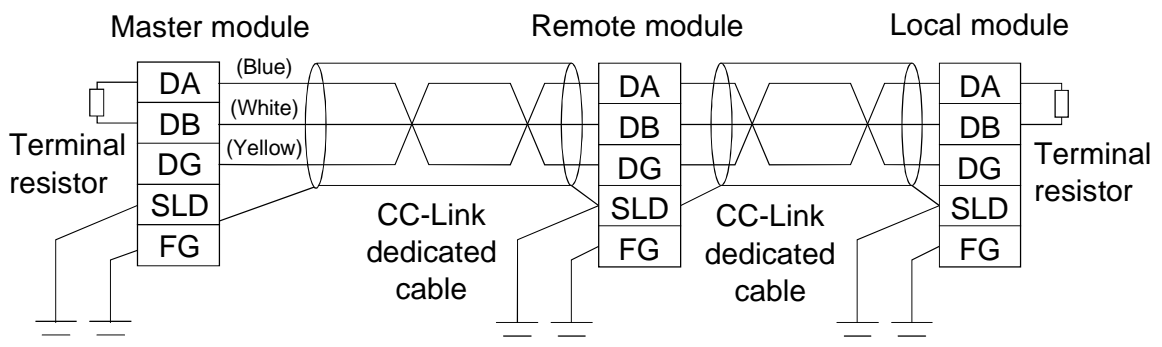 Master module
Remote module
Local module
(Blue)
(White)
(Yellow)
DA
DB
DG
SLD
FG
DA
DB
DG
SLD
FG
DA
DB
DG
SLD
FG
Terminal
resistor
CC-Link
dedicated
cable
CC-Link
dedicated
cable
Terminal
resistor